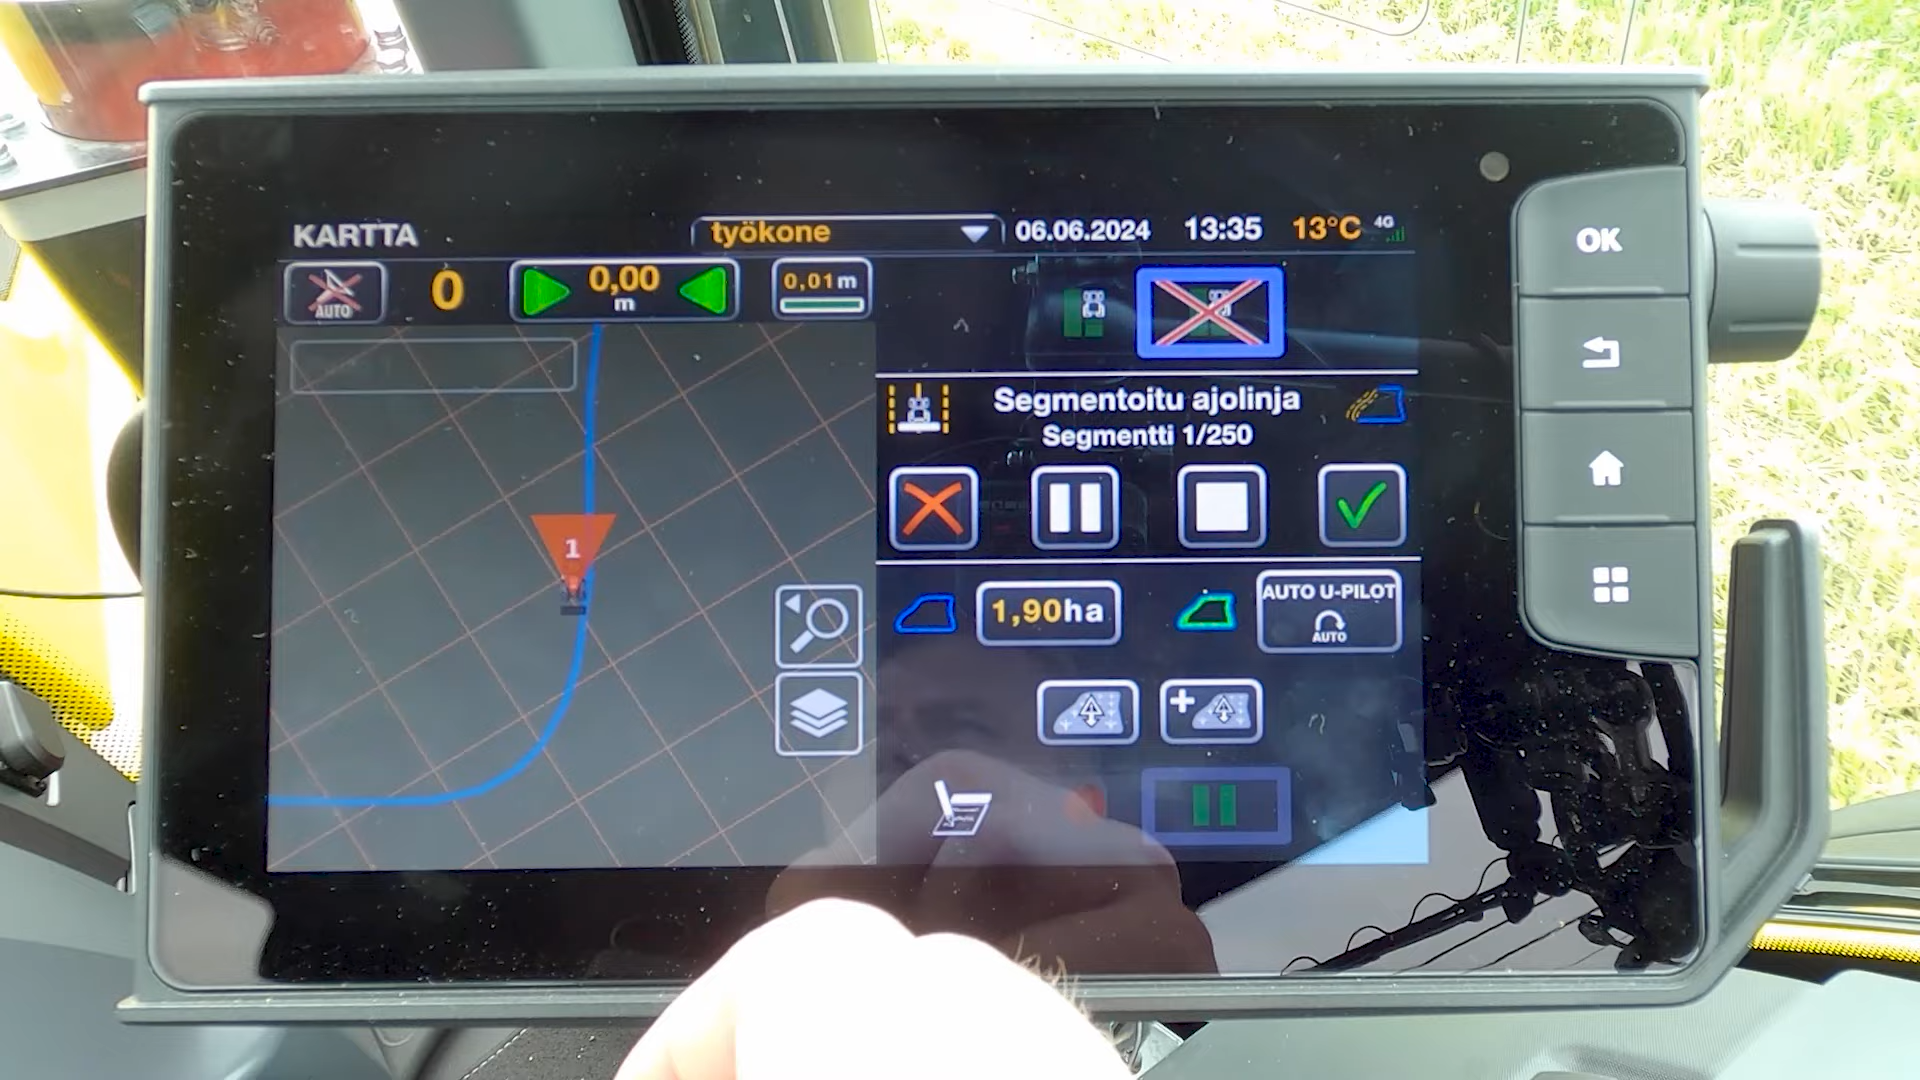 KARTTA
työkone
06.06.2024
13:35
13°C
4G
AUTO
0
0,00
m
0,01m
Segmentoitu ajolinja
Segmentti 1/250
1
1,90ha
AUTO U-PILOT
AUTO
OK